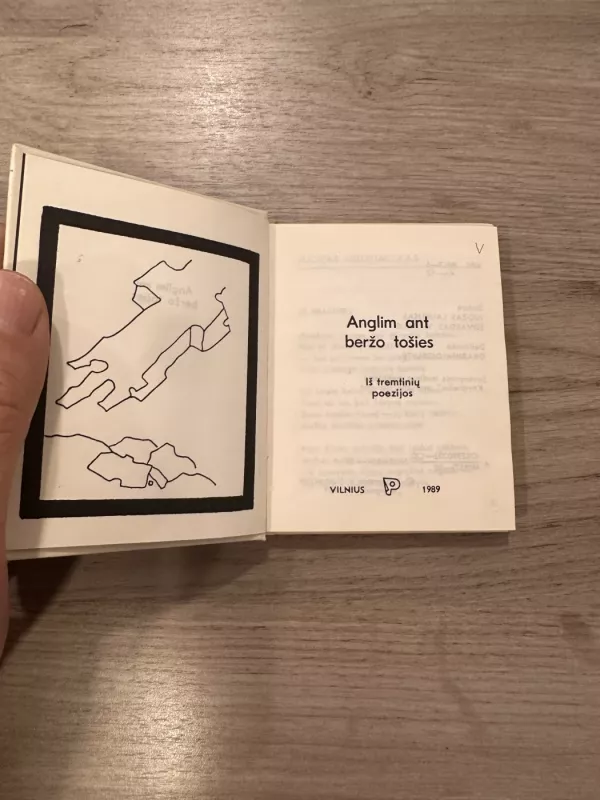 V
Anglim ant
beržo tošies
Iš tremtinių
poezijos
VILNIUS 1989